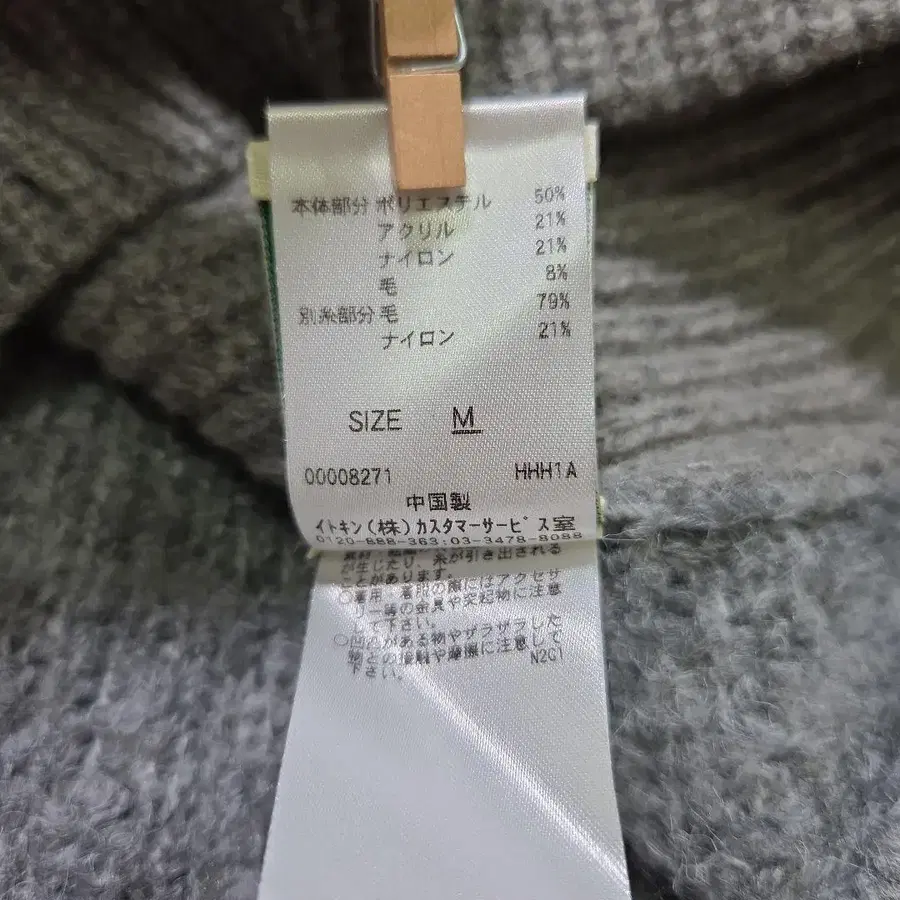 本体部分 ポリエステル 50%
アクリル 21%
ナイロン 21%
毛 8%
別糸部分 毛 79%
ナイロン 21%
SIZE M
00008271 HHH1A
中国製
イトキン(株)カスタマーサービス室
0120-888-363;03-3478-8088
が生じたり、糸が引き出される
ことがあります。
○着用・着脱の際にはアクセサ
リー等の金具や突起物に注意
して下さい。
○凹凸がある物やザラザラした
物との接触や摩擦に注意して
下さい。 N2C1